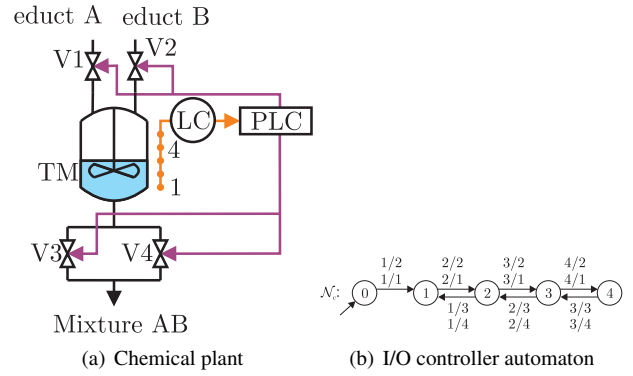 educt A educt B
V1 V2
LC PLC
4
TM
1
V3 V4
Mixture AB
(a) Chemical plant
1/2 2/2 3/2 4/2
1/1 2/1 3/1 4/1
𝒩c: 0 1 2 3 4
1/3 2/3 3/3
1/4 2/4 3/4
(b) I/O controller automaton